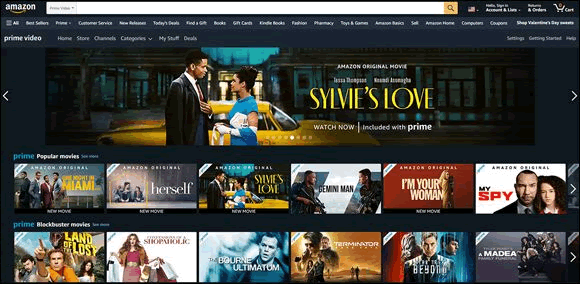 amazon
Prime Video
Hello, Sign in
Account & Lists
Returns
& Orders
0
Cart
All
Best Sellers
Prime
Customer Service
New Releases
Today's Deals
Find a Gift
Books
Gift Cards
Kindle Books
Fashion
Pharmacy
Toys & Games
Amazon Basics
Sell
Amazon Home
Computers
Coupons
Shop Valentine's Day sweets
prime video
Home
Store
Channels
Categories
My Stuff
Deals
Settings
Getting Started
Help
AMAZON ORIGINAL MOVIE
Tessa Thompson Nnamdi Asomugha
SYLVIE'S LOVE
WATCH NOW | Included with prime
prime Popular movies See more
AMAZON ORIGINAL
ONE NIGHT IN
MIAMI
NEW MOVIE
AMAZON ORIGINAL
herself
NEW MOVIE
AMAZON ORIGINAL
SYLVIE'S
LOVE
NEW MOVIE
GEMINI MAN
AMAZON ORIGINAL
I'M YOUR
WOMAN
NEW MOVIE
AMAZON ORIGINAL
MY
SPY
prime Blockbuster movies See more
LAND OF
THE LOST
CONFESSIONS OF A
SHOPAHOLIC
THE BOURNE
ULTIMATUM
TERMINATOR
STAR TREK
BEYOND
A MADEA
FAMILY FUNERAL